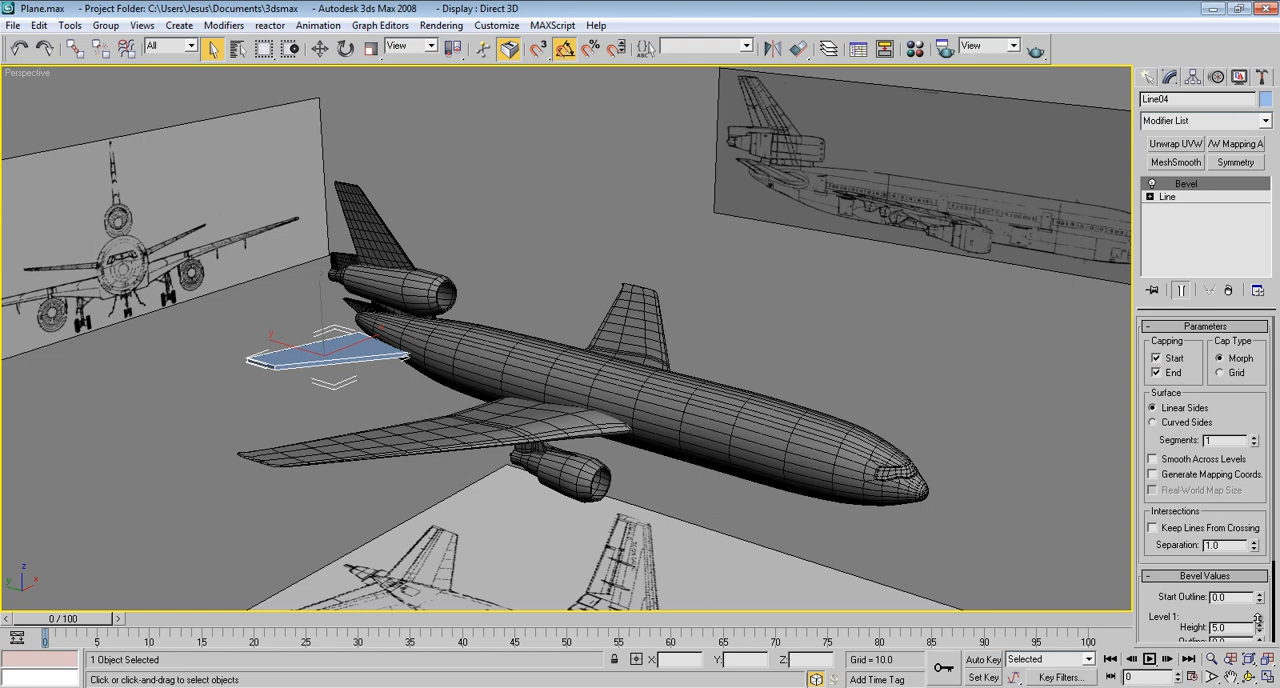 Plane.max - Project Folder: C:\Users\Jesus\Documents\3dsmax - Autodesk 3ds Max 2008 - Display : Direct 3D
File Edit Tools Group Views Create Modifiers reactor Animation Graph Editors Rendering Customize MAXScript Help
All View 3 % View
Perspective
Line04
Modifier List
Unwrap UVW /W Mapping A
MeshSmooth Symmetry
Bevel
Line
Parameters
Capping Cap Type
Start Morph
End Grid
Surface
Linear Sides
Curved Sides
Segments: 1
Smooth Across Levels
Generate Mapping Coords.
Real-World Map Size
Intersections
Keep Lines From Crossing
Separation: 1.0
Bevel Values
Start Outline: 0.0
Level 1:
Height: 5.0
z
y x
0 / 100
0 5 10 15 20 25 30 35 40 45 50 55 60 65 70 75 80 85 90 95 100
1 Object Selected X: Y: Z: Grid = 10.0 Auto Key Selected
Click or click-and-drag to select objects Add Time Tag Set Key Key Filters... 0